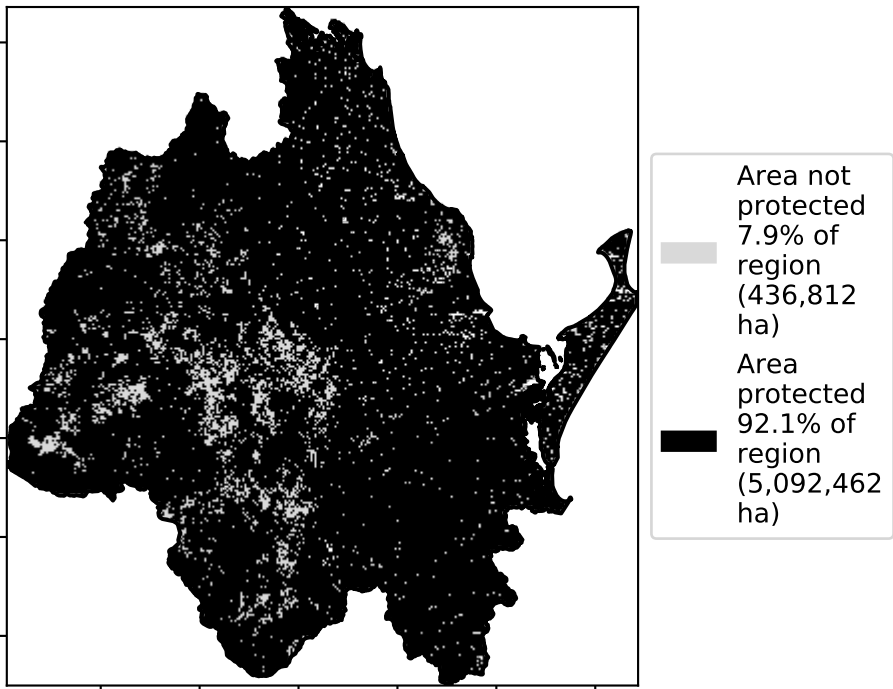 Area not
protected
7.9% of
region
(436,812
ha)
Area
protected
92.1% of
region
(5,092,462
ha)